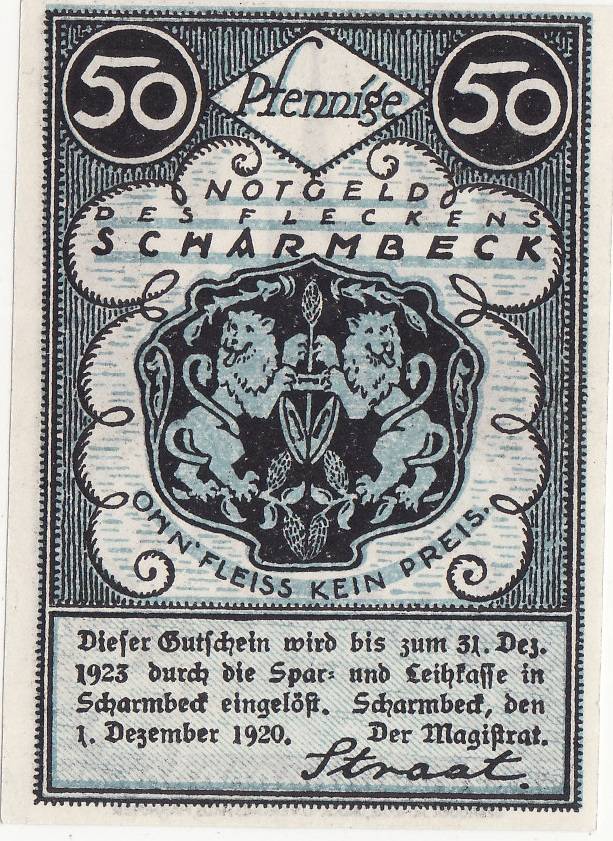 50 Pfennige 50
NOTGELD
DES FLECKENS
SCHARMBECK
OHN' FLEISS KEIN PREIS.
Dieſer Gutſchein wird bis zum 31. Dez.
1923 durch die Spar= und Leihkaſſe in
Scharmbeck eingelöſt. Scharmbeck, den
1. Dezember 1920. Der Magiſtrat.
Straat.